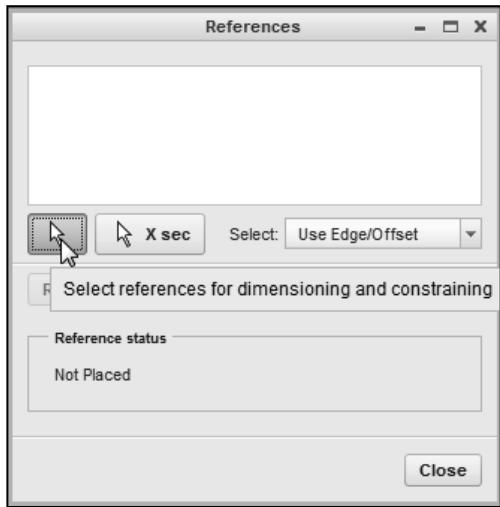 References
X sec
Select: Use Edge/Offset
R
Select references for dimensioning and constraining
Reference status
Not Placed
Close